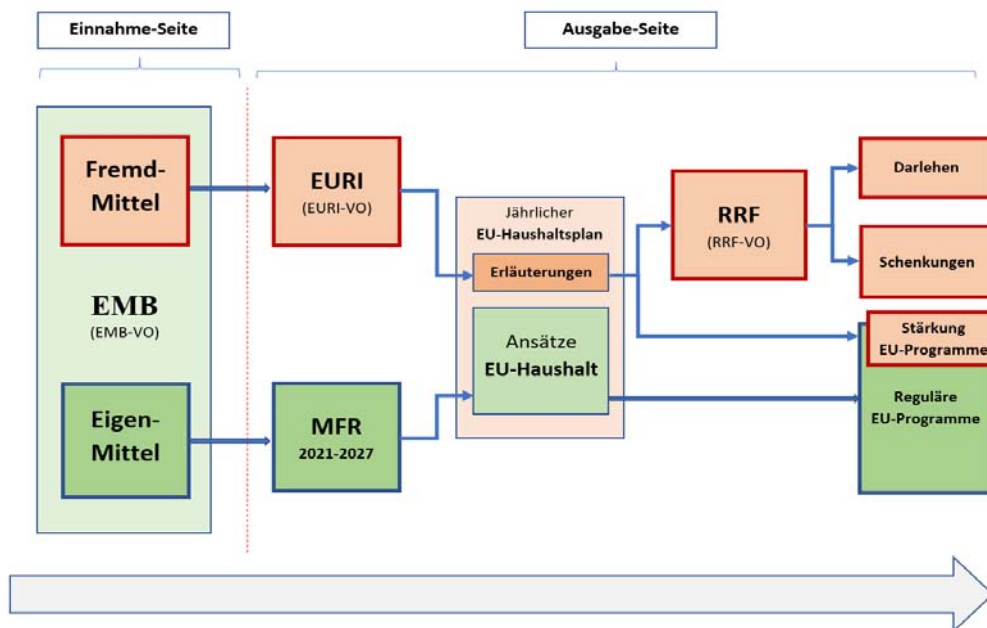 Einnahme-Seite
Ausgabe-Seite
Fremd-
Mittel
EMB
(EMB-VO)
Eigen-
Mittel
EURI
(EURI-VO)
MFR
2021-2027
Jährlicher
EU-Haushaltsplan
Erläuterungen
Ansätze
EU-Haushalt
RRF
(RRF-VO)
Darlehen
Schenkungen
Stärkung
EU-Programme
Reguläre
EU-Programme